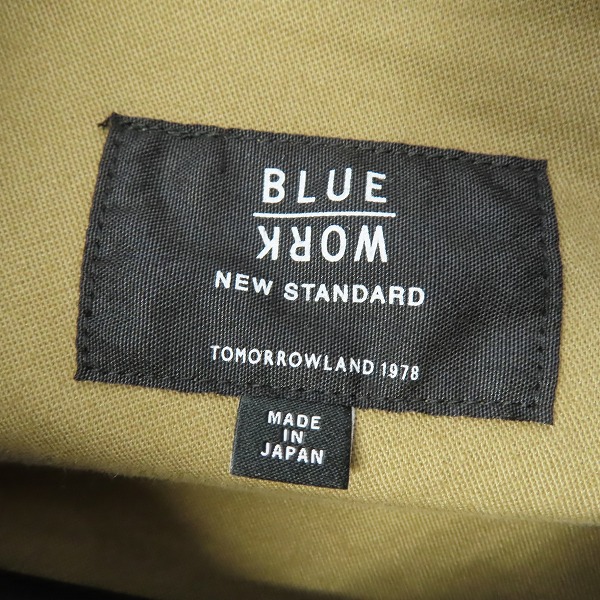 BLUE
WORK
NEW STANDARD
TOMORROWLAND 1978
MADE
IN
JAPAN